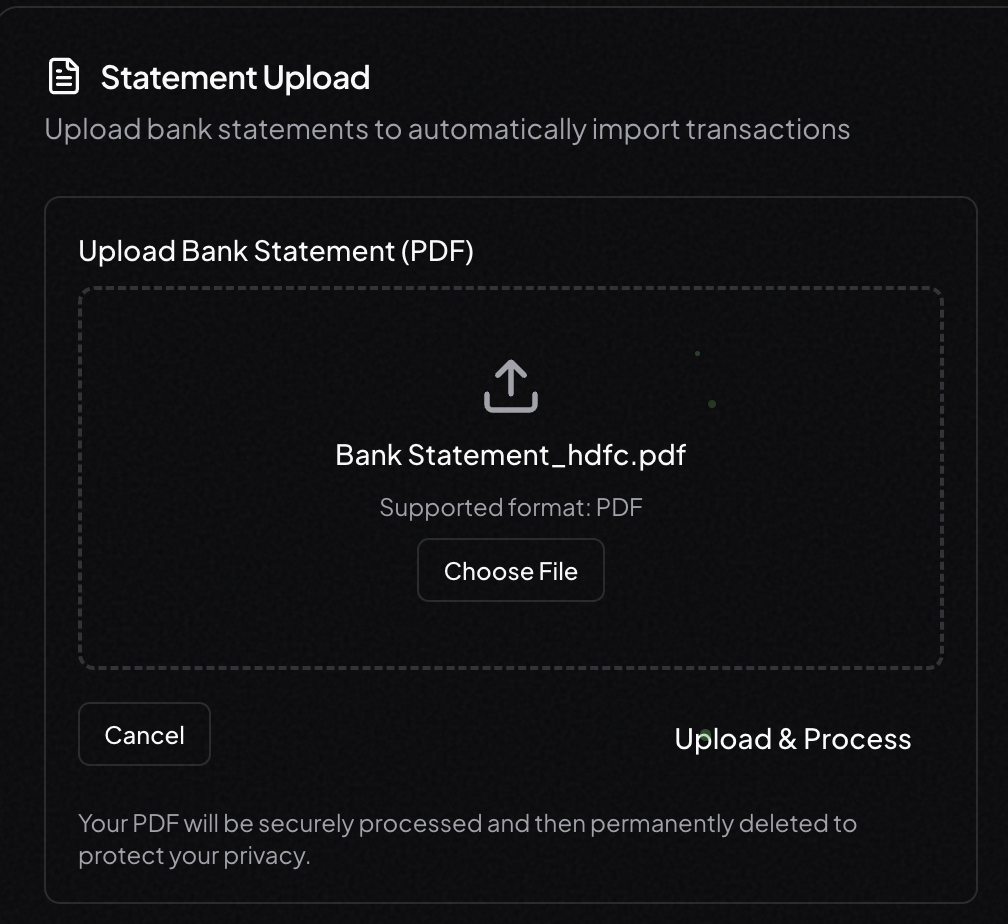 Statement Upload
Upload bank statements to automatically import transactions
Upload Bank Statement (PDF)
Bank Statement_hdfc.pdf
Supported format: PDF
Choose File
Cancel
Upload & Process
Your PDF will be securely processed and then permanently deleted to
protect your privacy.